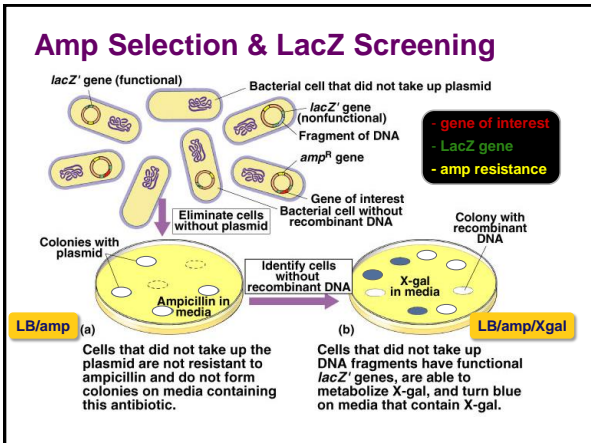 Amp Selection & LacZ Screening
lacZ' gene (functional)
Bacterial cell that did not take up plasmid
lacZ' gene
(nonfunctional)
Fragment of DNA
ampR gene
Gene of interest
Bacterial cell without
recombinant DNA
- gene of interest
- LacZ gene
- amp resistance
Eliminate cells
without plasmid
Colonies with
plasmid
Ampicillin in
media
Identify cells
without
recombinant DNA
Colony with
recombinant
DNA
X-gal
in media
LB/amp
(a)
Cells that did not take up the
plasmid are not resistant to
ampicillin and do not form
colonies on media containing
this antibiotic.
(b)
LB/amp/Xgal
Cells that did not take up
DNA fragments have functional
lacZ' genes, are able to
metabolize X-gal, and turn blue
on media that contain X-gal.